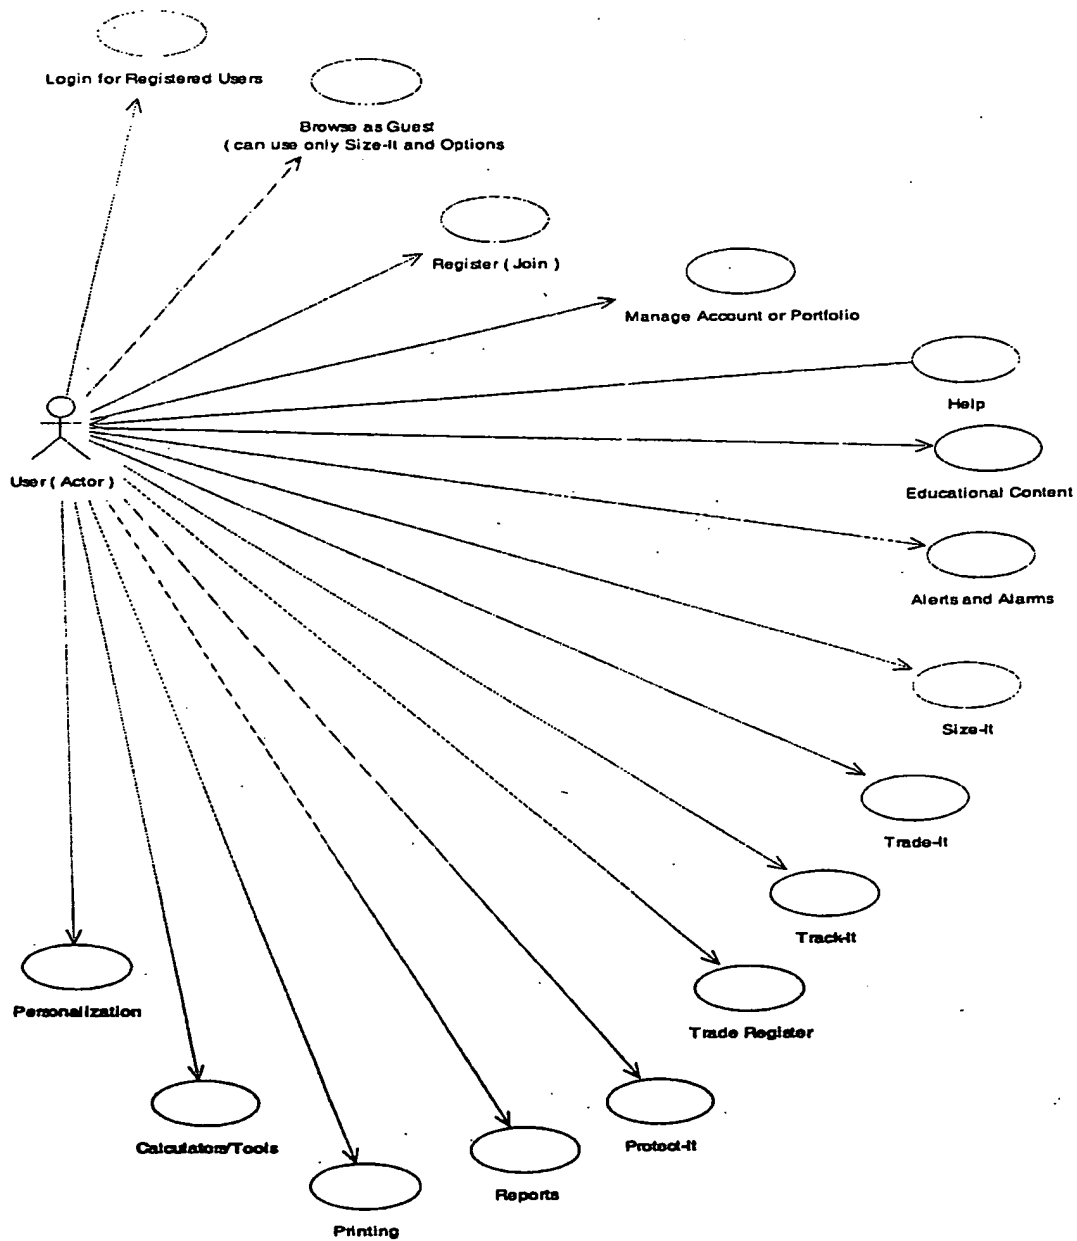 Login for Registered Users
Browse as Guest
( can use only Size-It and Options
Register ( Join )
Manage Account or Portfolio
Help
User ( Actor )
Educational Content
Alerts and Alarms
Size-It
Trade-It
Track-It
Personalization
Trade Register
Calculators/Tools
Protect-It
Reports
Printing